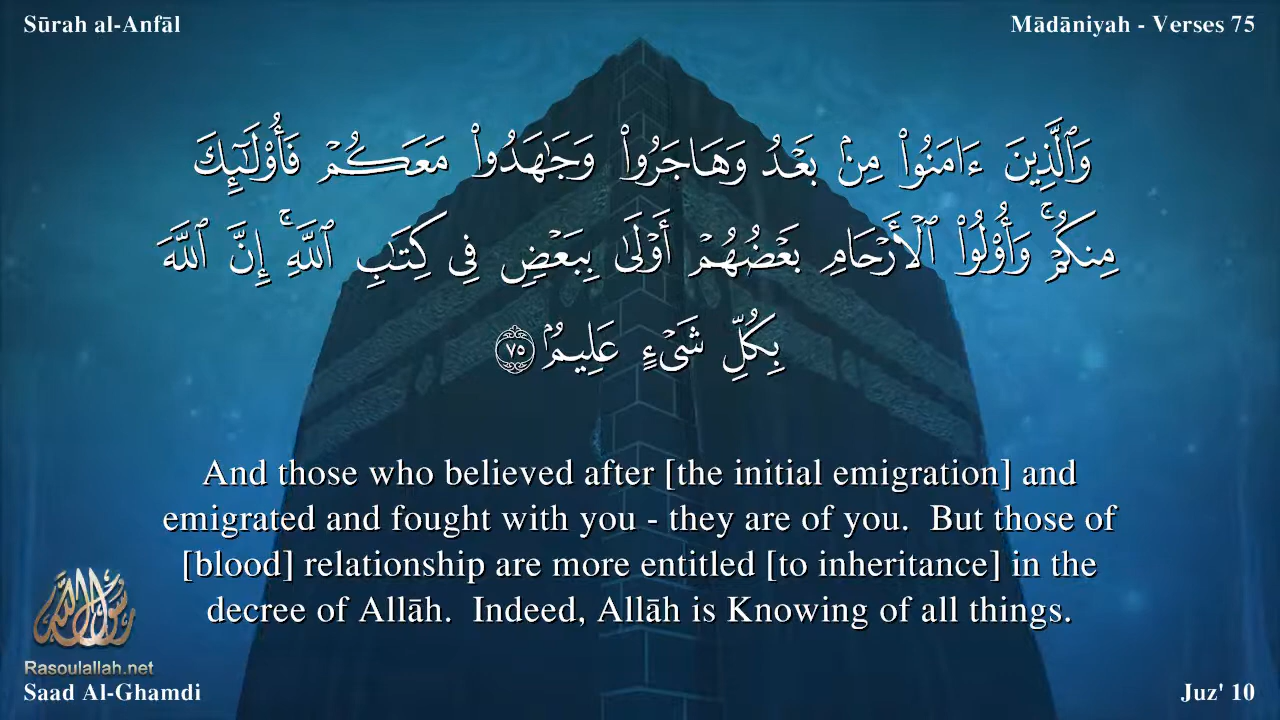 Sūrah al-Anfāl
Mādāniyah - Verses 75
وَٱلَّذِينَ ءَامَنُوا۟ مِنۢ بَعْدُ وَهَاجَرُوا۟ وَجَـٰهَدُوا۟ مَعَكُمْ فَأُو۟لَـٰٓئِكَ
مِنكُمْ ۚ وَأُو۟لُوا۟ ٱلْأَرْحَامِ بَعْضُهُمْ أَوْلَىٰ بِبَعْضٍ فِى كِتَـٰبِ ٱللَّهِ ۗ إِنَّ ٱللَّهَ
بِكُلِّ شَىْءٍ عَلِيمٌۢ ٧٥
And those who believed after [the initial emigration] and
emigrated and fought with you - they are of you.  But those of
[blood] relationship are more entitled [to inheritance] in the
decree of Allāh.  Indeed, Allāh is Knowing of all things.
رسول الله
Rasoulallah.net
Saad Al-Ghamdi
Juz' 10